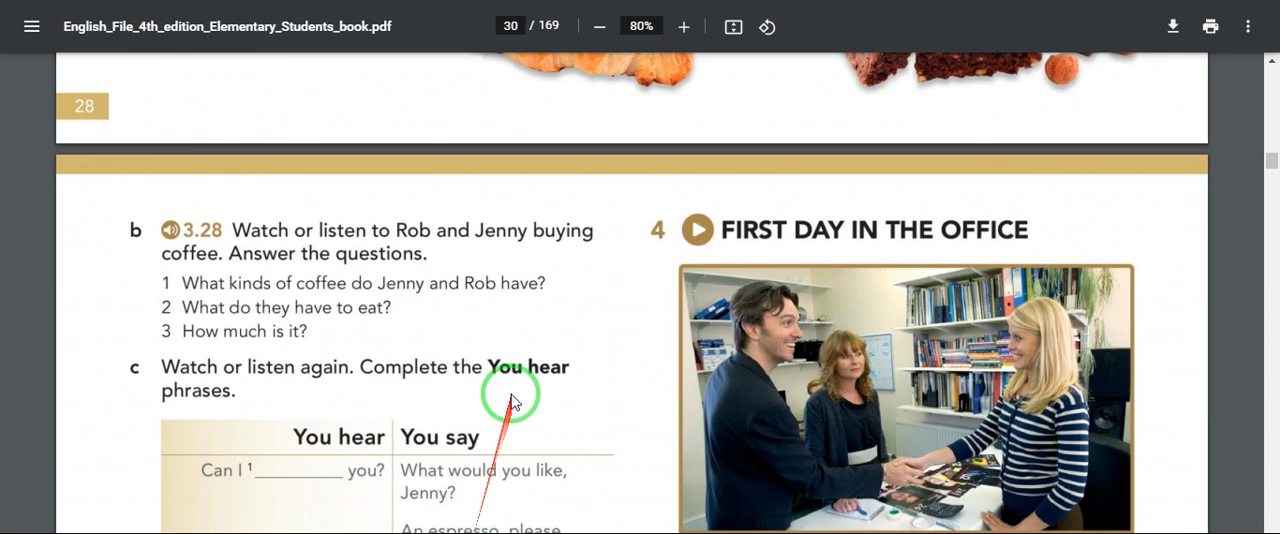 English_File_4th_edition_Elementary_Students_book.pdf
30 / 169
80%
28
b 3.28 Watch or listen to Rob and Jenny buying
coffee. Answer the questions.
1 What kinds of coffee do Jenny and Rob have?
2 What do they have to eat?
3 How much is it?
c Watch or listen again. Complete the You hear
phrases.
You hear You say
Can I ¹__________ you? What would you like,
Jenny?
An espresso, please
4 FIRST DAY IN THE OFFICE